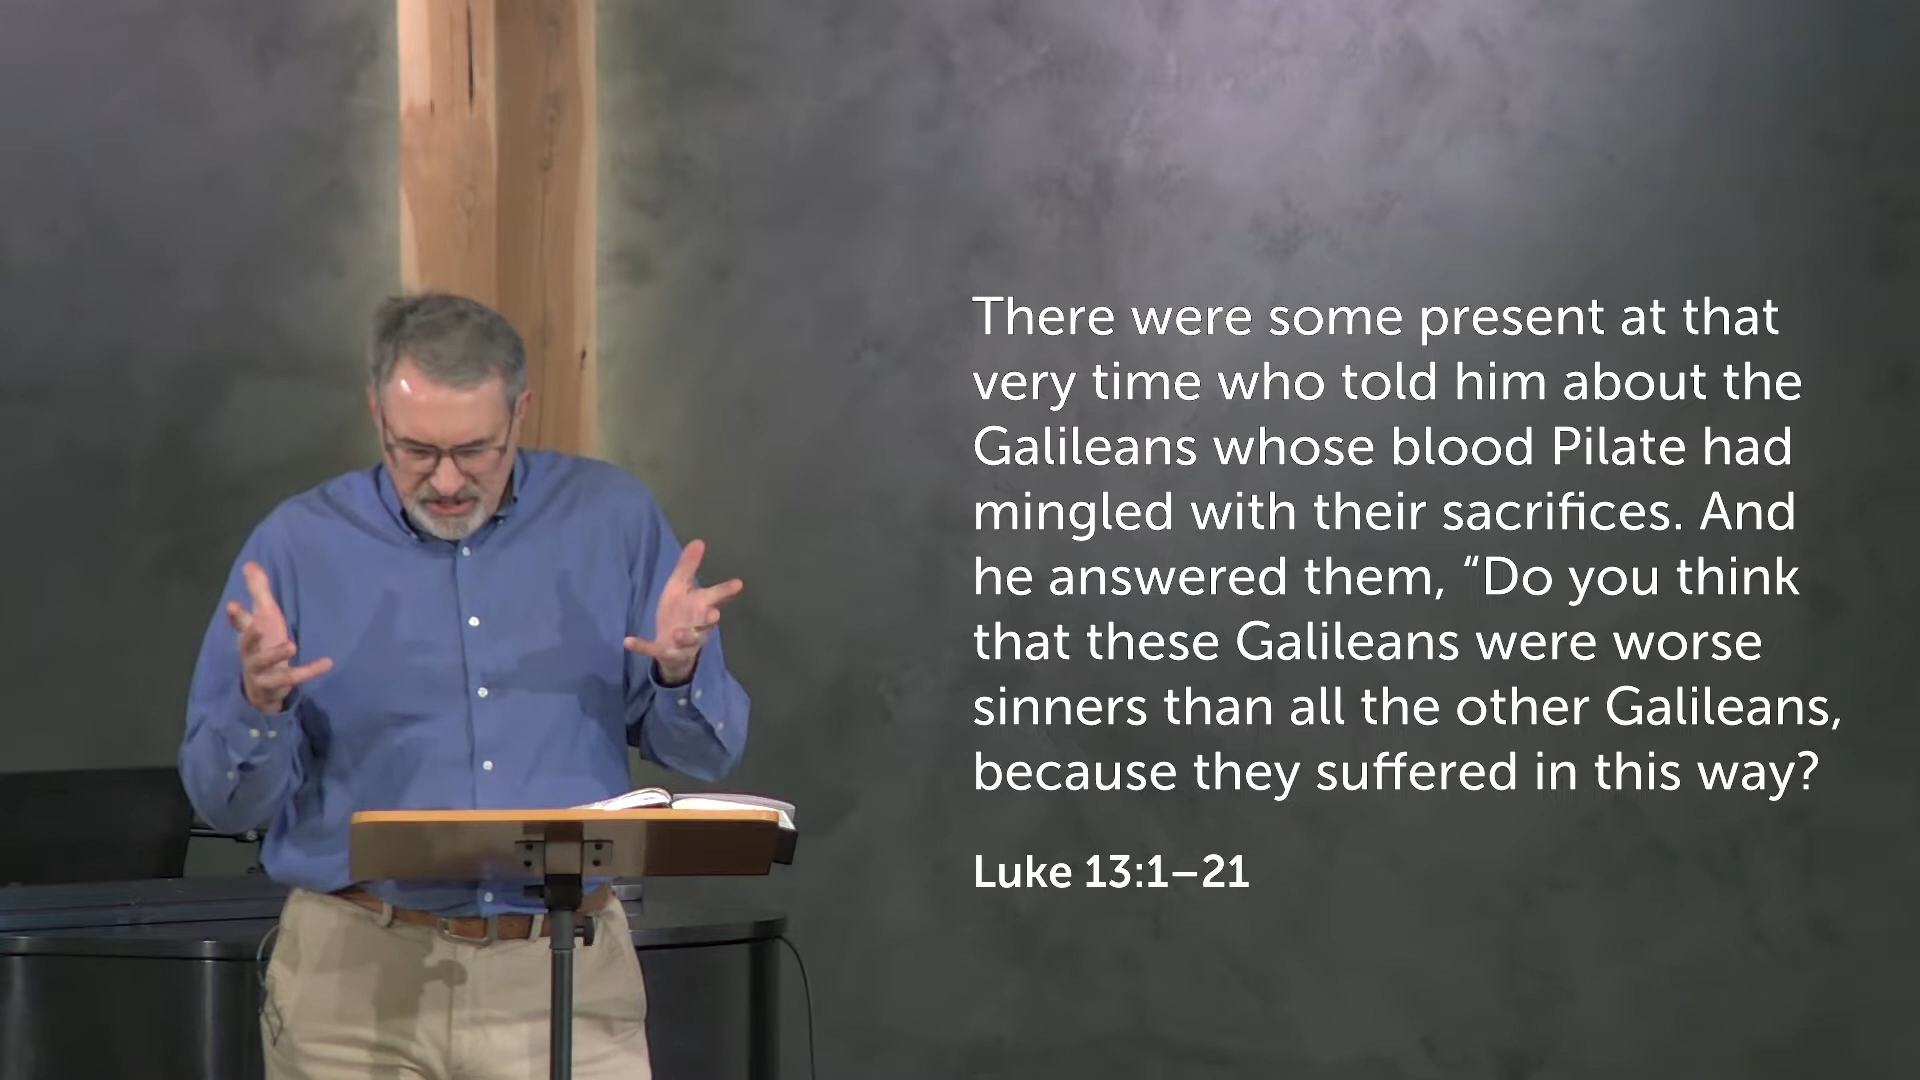 There were some present at that
very time who told him about the
Galileans whose blood Pilate had
mingled with their sacrifices. And
he answered them, “Do you think
that these Galileans were worse
sinners than all the other Galileans,
because they suffered in this way?
Luke 13:1–21